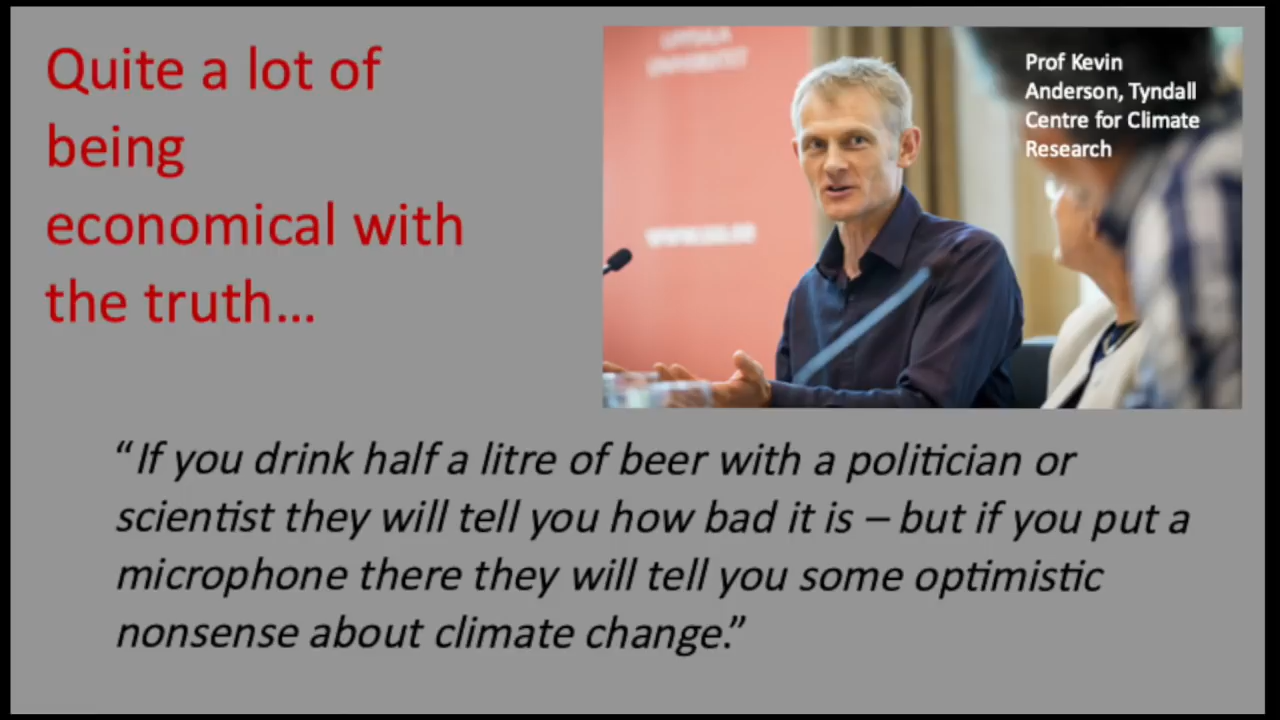 Quite a lot of
being
economical with
the truth...
Prof Kevin
Anderson, Tyndall
Centre for Climate
Research
“If you drink half a litre of beer with a politician or
scientist they will tell you how bad it is – but if you put a
microphone there they will tell you some optimistic
nonsense about climate change.”